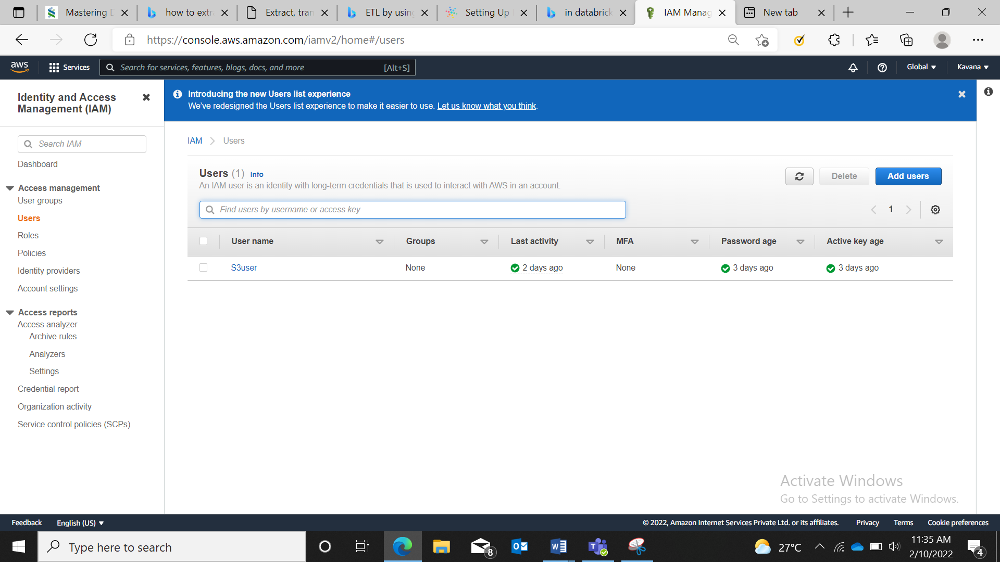 Mastering D
how to extr
Extract, tran
ETL by using
Setting Up
in databrick
IAM Manag
New tab
https://console.aws.amazon.com/iamv2/home#/users
aws
Services
Search for services, features, blogs, docs, and more
[Alt+S]
Global
Kavana
Identity and Access
Management (IAM)
Search IAM
Dashboard
Access management
User groups
Users
Roles
Policies
Identity providers
Account settings
Access reports
Access analyzer
Archive rules
Analyzers
Settings
Credential report
Organization activity
Service control policies (SCPs)
Introducing the new Users list experience
We've redesigned the Users list experience to make it easier to use. Let us know what you think.
IAM > Users
Users (1) Info
An IAM user is an identity with long-term credentials that is used to interact with AWS in an account.
Delete
Add users
Find users by username or access key
1
User name Groups Last activity MFA Password age Active key age
S3user None 2 days ago None 3 days ago 3 days ago
Activate Windows
Go to Settings to activate Windows.
Feedback English (US)
© 2022, Amazon Internet Services Private Ltd. or its affiliates. Privacy Terms Cookie preferences
Type here to search
8
27°C
11:35 AM
2/10/2022
4